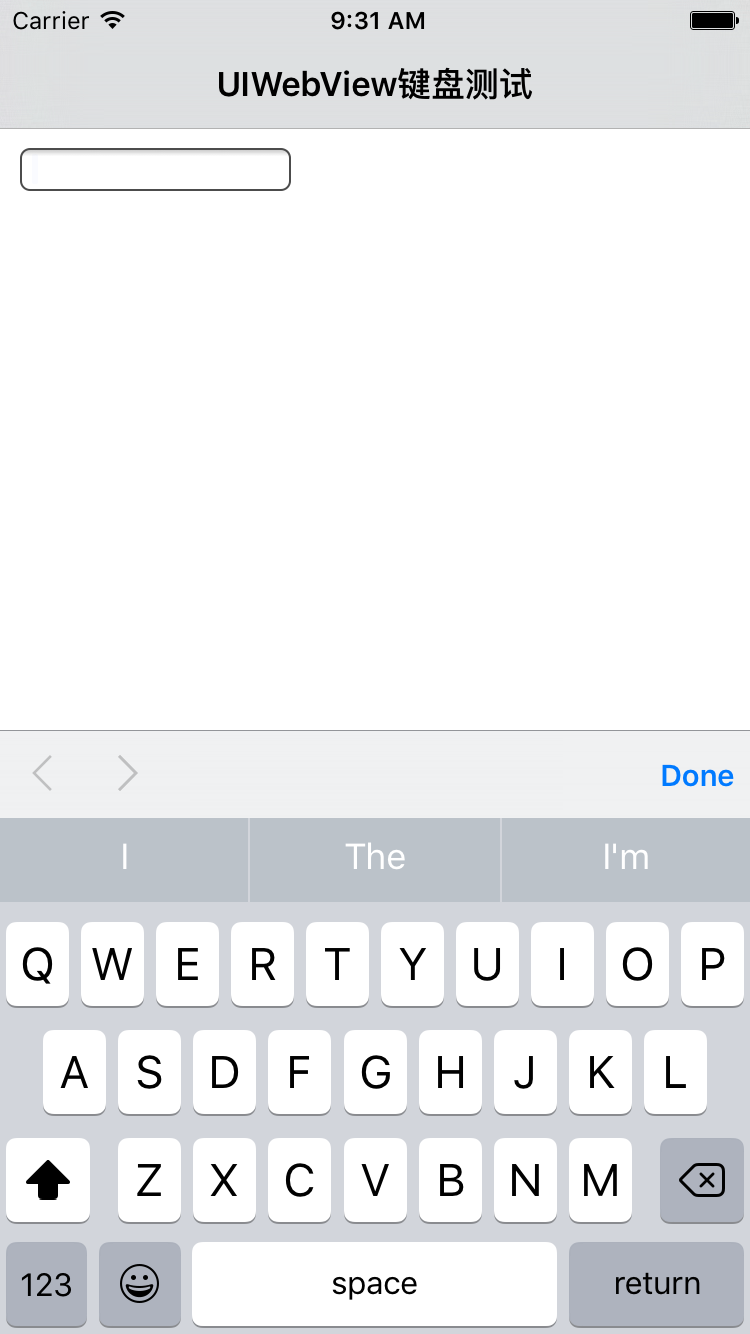 Carrier 9:31 AM
UIWebView键盘测试
Done
I The I'm
Q W E R T Y U I O P
A S D F G H J K L
Z X C V B N M
123 space return